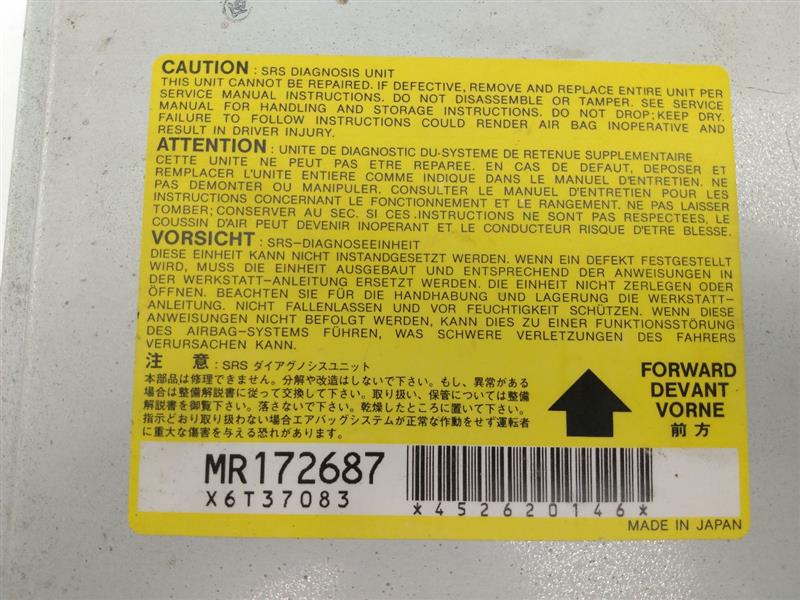 CAUTION : SRS DIAGNOSIS UNIT
THIS UNIT CANNOT BE REPAIRED. IF DEFECTIVE, REMOVE AND REPLACE ENTIRE UNIT PER
SERVICE MANUAL INSTRUCTIONS. DO NOT DISASSEMBLE OR TAMPER. SEE SERVICE
MANUAL FOR HANDLING AND STORAGE INSTRUCTIONS. DO NOT DROP;KEEP DRY.
FAILURE TO FOLLOW INSTRUCTIONS COULD RENDER AIR BAG INOPERATIVE AND
RESULT IN DRIVER INJURY.
ATTENTION : UNITE DE DIAGNOSTIC DU-SYSTEME DE RETENUE SUPPLEMENTAIRE
CETTE UNITE NE PEUT PAS ETRE REPAREE. EN CAS DE DEFAUT, DEPOSER ET
REMPLACER L'UNITE ENTIERE COMME INDIQUE DANS LE MANUEL D'ENTRETIEN. NE
PAS DEMONTER OU MANIPULER. CONSULTER LE MANUEL D'ENTRETIEN POUR LES
INSTRUCTIONS CONCERNANT LE FONCTIONNEMENT ET LE RANGEMENT. NE PAS LAISSER
TOMBER; CONSERVER AU SEC. SI CES INSTRUCTIONS NE SONT PAS RESPECTEES, LE
COUSSIN D'AIR PEUT DEVENIR INOPERANT ET LE CONDUCTEUR RISQUE D'ETRE BLESSE.
VORSICHT : SRS-DIAGNOSEEINHEIT
DIESE EINHEIT KANN NICHT INSTANDGESETZT WERDEN. WENN EIN DEFEKT FESTGESTELLT
WIRD, MUSS DIE EINHEIT AUSGEBAUT UND ENTSPRECHEND DER ANWEISUNGEN IN
DER WERKSTATT-ANLEITUNG ERSETZT WERDEN. DIE EINHEIT NICHT ZERLEGEN ODER
ÖFFNEN. BEACHTEN SIE FÜR DIE HANDHABUNG UND LAGERUNG DIE WERKSTATT-
ANLEITUNG. NICHT FALLENLASSEN UND VOR FEUCHTIGKEIT SCHÜTZEN. WENN DIESE
ANWEISUNGEN NICHT BEFOLGT WERDEN, KANN DIES ZU EINER FUNKTIONSSTÖRUNG
DES AIRBAG-SYSTEMS FÜHREN, WAS SCHWERE VERLETZUNGEN DES FAHRERS
VERURSACHEN KANN.
注 意 : SRS ダイアグノシスユニット
本部品は修理できません。分解や改造はしないで下さい。もし、異常がある
場合は整備解説書に従って交換して下さい。取り扱い、保管については整備
解説書を御覧下さい。落さないで下さい。乾燥したところに置いて下さい。
指示どおり取り扱わない場合エアバッグシステムが正常な作動をせず運転者
に重大な傷害を与える恐れがあります。
FORWARD
DEVANT
VORNE
前方
MR172687
X6T37083
*452620146*
MADE IN JAPAN